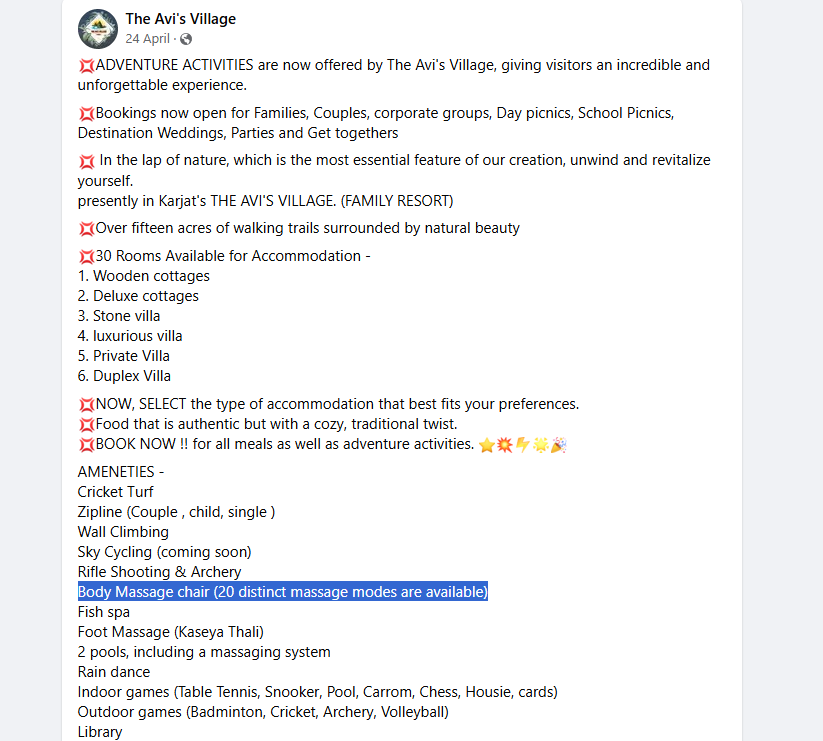 The Avi's Village
24 April ·
💢ADVENTURE ACTIVITIES are now offered by The Avi's Village, giving visitors an incredible and
unforgettable experience.
💢Bookings now open for Families, Couples, corporate groups, Day picnics, School Picnics,
Destination Weddings, Parties and Get togethers
💢 In the lap of nature, which is the most essential feature of our creation, unwind and revitalize
yourself.
presently in Karjat's THE AVI'S VILLAGE. (FAMILY RESORT)
💢Over fifteen acres of walking trails surrounded by natural beauty
💢30 Rooms Available for Accommodation -
1. Wooden cottages
2. Deluxe cottages
3. Stone villa
4. luxurious villa
5. Private Villa
6. Duplex Villa
💢NOW, SELECT the type of accommodation that best fits your preferences.
💢Food that is authentic but with a cozy, traditional twist.
💢BOOK NOW !! for all meals as well as adventure activities. ⭐💥⚡🌟🎉
AMENETIES -
Cricket Turf
Zipline (Couple , child, single )
Wall Climbing
Sky Cycling (coming soon)
Rifle Shooting & Archery
Body Massage chair (20 distinct massage modes are available)
Fish spa
Foot Massage (Kaseya Thali)
2 pools, including a massaging system
Rain dance
Indoor games (Table Tennis, Snooker, Pool, Carrom, Chess, Housie, cards)
Outdoor games (Badminton, Cricket, Archery, Volleyball)
Library